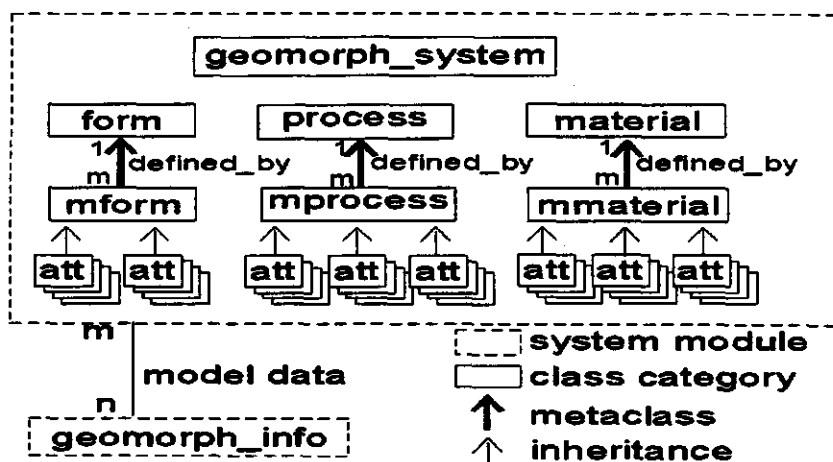 geomorph_system
form process material
1 defined_by 1 defined_by 1 defined_by
m m m
mform mprocess mmaterial
att att att att att att att att
m
model data
n
geomorph_info
system module
class category
metaclass
inheritance